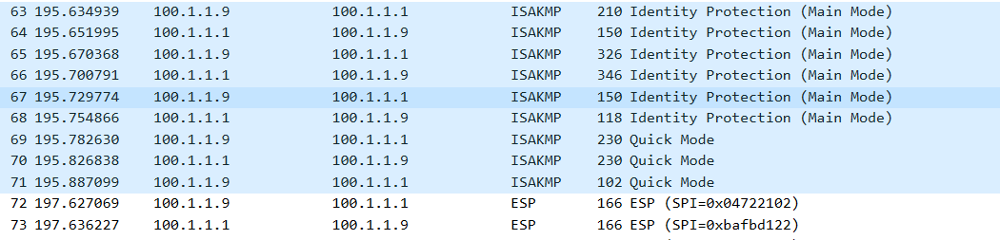 63 195.634939 100.1.1.9 100.1.1.1 ISAKMP 210 Identity Protection (Main Mode)
64 195.651995 100.1.1.1 100.1.1.9 ISAKMP 150 Identity Protection (Main Mode)
65 195.670368 100.1.1.9 100.1.1.1 ISAKMP 326 Identity Protection (Main Mode)
66 195.700791 100.1.1.1 100.1.1.9 ISAKMP 346 Identity Protection (Main Mode)
67 195.729774 100.1.1.9 100.1.1.1 ISAKMP 150 Identity Protection (Main Mode)
68 195.754866 100.1.1.1 100.1.1.9 ISAKMP 118 Identity Protection (Main Mode)
69 195.782630 100.1.1.9 100.1.1.1 ISAKMP 230 Quick Mode
70 195.826838 100.1.1.1 100.1.1.9 ISAKMP 230 Quick Mode
71 195.887099 100.1.1.9 100.1.1.1 ISAKMP 102 Quick Mode
72 197.627069 100.1.1.9 100.1.1.1 ESP 166 ESP (SPI=0x04722102)
73 197.636227 100.1.1.1 100.1.1.9 ESP 166 ESP (SPI=0xbafbd122)